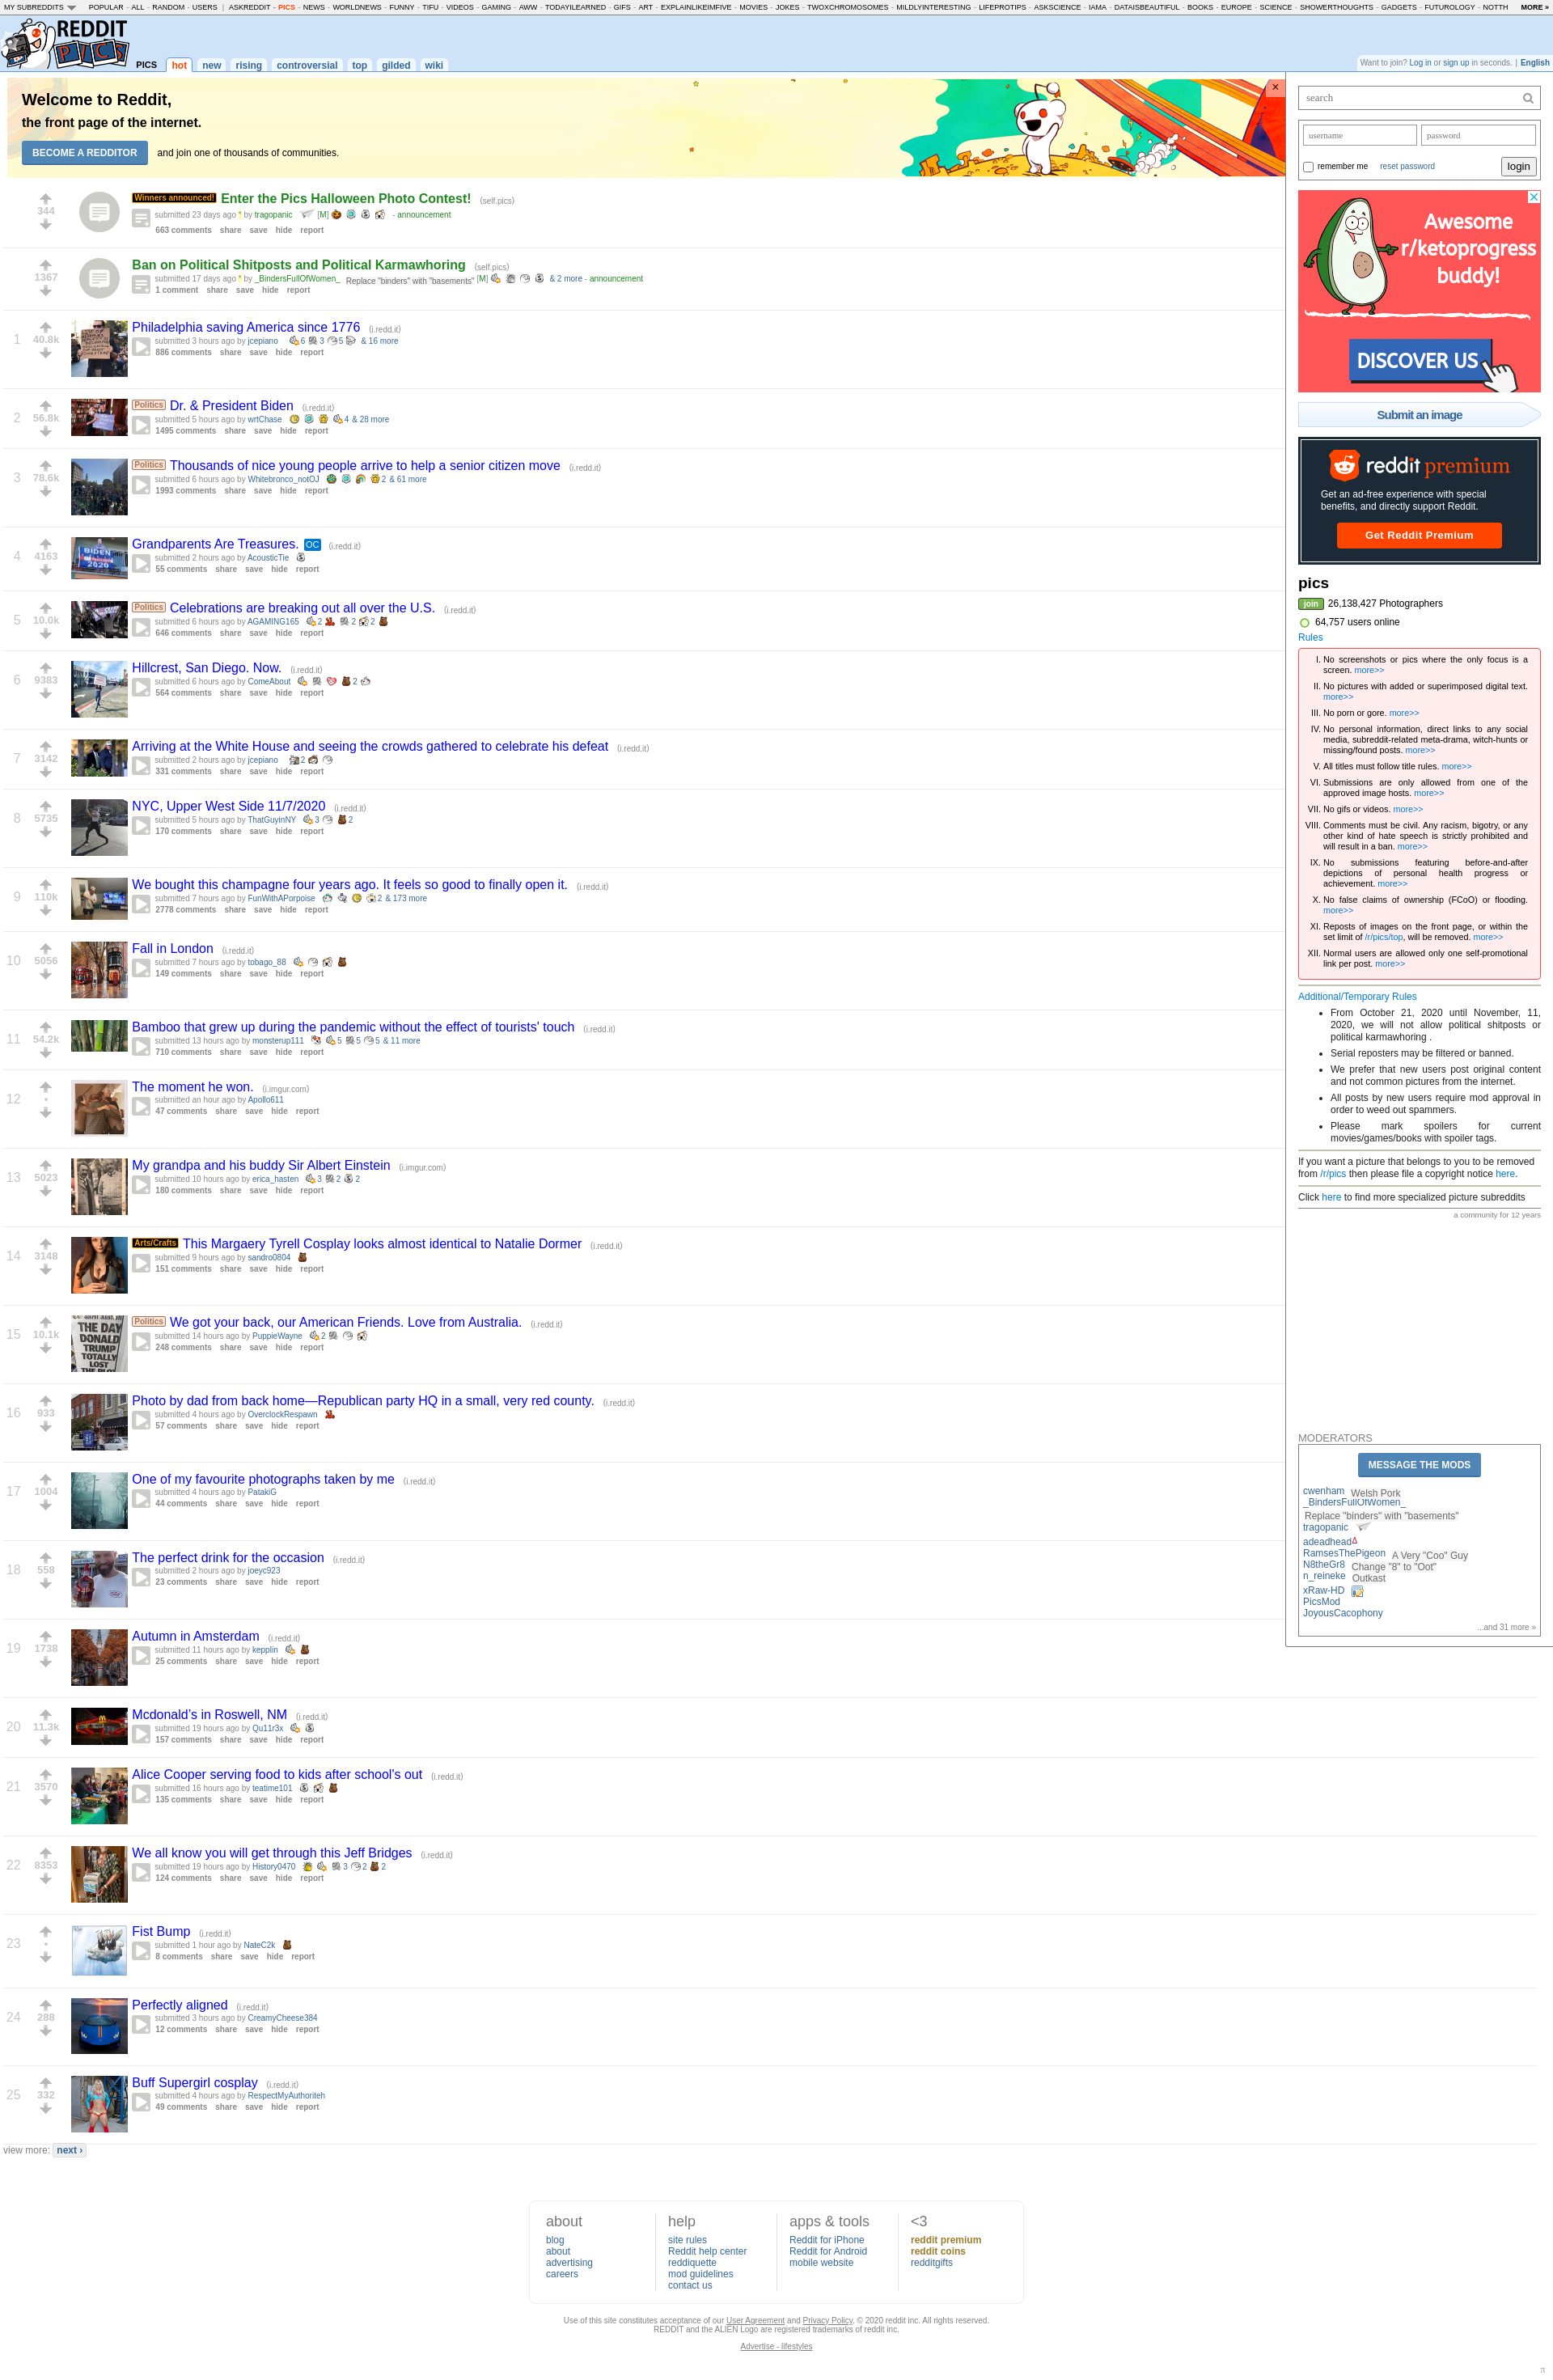 MY SUBREDDITS POPULAR - ALL - RANDOM - USERS | ASKREDDIT - PICS - NEWS - WORLDNEWS - FUNNY - TIFU - VIDEOS - GAMING - AWW - TODAYILEARNED - GIFS - ART - EXPLAINLIKEIMFIVE - MOVIES - JOKES - TWOXCHROMOSOMES - MILDLYINTERESTING - LIFEPROTIPS - ASKSCIENCE - IAMA - DATAISBEAUTIFUL - BOOKS - EUROPE - SCIENCE - SHOWERTHOUGHTS - GADGETS - FUTUROLOGY - NOTTH MORE »
REDDIT PICS
PICS hot new rising controversial top gilded wiki
Want to join? Log in or sign up in seconds. | English
Welcome to Reddit,
the front page of the internet.
BECOME A REDDITOR and join one of thousands of communities.
×
344
Winners announced! Enter the Pics Halloween Photo Contest! (self.pics)
submitted 23 days ago * by tragopanic [M] - announcement
663 comments share save hide report
1367
Ban on Political Shitposts and Political Karmawhoring (self.pics)
submitted 17 days ago * by _BindersFullOfWomen_ Replace "binders" with "basements" [M] & 2 more - announcement
1 comment share save hide report
1 40.8k
Philadelphia saving America since 1776 (i.redd.it)
submitted 3 hours ago by jcepiano 6 3 5 & 16 more
886 comments share save hide report
2 56.8k
Politics Dr. & President Biden (i.redd.it)
submitted 5 hours ago by wrtChase 4 & 28 more
1495 comments share save hide report
3 78.6k
Politics Thousands of nice young people arrive to help a senior citizen move (i.redd.it)
submitted 6 hours ago by Whitebronco_notOJ 2 & 61 more
1993 comments share save hide report
4 4163
BIDEN
2020
Grandparents Are Treasures. OC (i.redd.it)
submitted 2 hours ago by AcousticTie
55 comments share save hide report
5 10.0k
Politics Celebrations are breaking out all over the U.S. (i.redd.it)
submitted 6 hours ago by AGAMING165 2 2 2
646 comments share save hide report
6 9383
Hillcrest, San Diego. Now. (i.redd.it)
submitted 6 hours ago by ComeAbout 2
564 comments share save hide report
7 3142
Arriving at the White House and seeing the crowds gathered to celebrate his defeat (i.redd.it)
submitted 2 hours ago by jcepiano 2
331 comments share save hide report
8 5735
NYC, Upper West Side 11/7/2020 (i.redd.it)
submitted 5 hours ago by ThatGuyinNY 3 2
170 comments share save hide report
9 110k
We bought this champagne four years ago. It feels so good to finally open it. (i.redd.it)
submitted 7 hours ago by FunWithAPorpoise 2 & 173 more
2778 comments share save hide report
10 5056
Fall in London (i.redd.it)
submitted 7 hours ago by tobago_88
149 comments share save hide report
11 54.2k
Bamboo that grew up during the pandemic without the effect of tourists' touch (i.redd.it)
submitted 13 hours ago by monsterup111 5 5 5 & 11 more
710 comments share save hide report
12 •
The moment he won. (i.imgur.com)
submitted an hour ago by Apollo611
47 comments share save hide report
13 5023
My grandpa and his buddy Sir Albert Einstein (i.imgur.com)
submitted 10 hours ago by erica_hasten 3 2 2
180 comments share save hide report
14 3148
Arts/Crafts This Margaery Tyrell Cosplay looks almost identical to Natalie Dormer (i.redd.it)
submitted 9 hours ago by sandro0804
151 comments share save hide report
15 10.1k
THE DAY
DONALD
TRUMP
TOTALLY
LOST
THE PLOT
Politics We got your back, our American Friends. Love from Australia. (i.redd.it)
submitted 14 hours ago by PuppieWayne 2
248 comments share save hide report
16 933
Photo by dad from back home—Republican party HQ in a small, very red county. (i.redd.it)
submitted 4 hours ago by OverclockRespawn
57 comments share save hide report
17 1004
One of my favourite photographs taken by me (i.redd.it)
submitted 4 hours ago by PatakiG
44 comments share save hide report
18 558
The perfect drink for the occasion (i.redd.it)
submitted 2 hours ago by joeyc923
23 comments share save hide report
19 1738
Autumn in Amsterdam (i.redd.it)
submitted 11 hours ago by kepplin
25 comments share save hide report
20 11.3k
Mcdonald's in Roswell, NM (i.redd.it)
submitted 19 hours ago by Qu11r3x
157 comments share save hide report
21 3570
Alice Cooper serving food to kids after school's out (i.redd.it)
submitted 16 hours ago by teatime101
135 comments share save hide report
22 8353
We all know you will get through this Jeff Bridges (i.redd.it)
submitted 19 hours ago by History0470 3 2 2
124 comments share save hide report
23 •
Fist Bump (i.redd.it)
submitted 1 hour ago by NateC2k
8 comments share save hide report
24 288
Perfectly aligned (i.redd.it)
submitted 3 hours ago by CreamyCheese384
12 comments share save hide report
25 332
Buff Supergirl cosplay (i.redd.it)
submitted 4 hours ago by RespectMyAuthoriteh
49 comments share save hide report
view more: next ›
search
username password
remember me reset password login
Awesome
r/ketoprogress
buddy!
DISCOVER US
Submit an image
reddit premium
Get an ad-free experience with special
benefits, and directly support Reddit.
Get Reddit Premium
pics
join 26,138,427 Photographers
64,757 users online
Rules
I. No screenshots or pics where the only focus is a
screen. more>>
II. No pictures with added or superimposed digital text.
more>>
III. No porn or gore. more>>
IV. No personal information, direct links to any social
media, subreddit-related meta-drama, witch-hunts or
missing/found posts. more>>
V. All titles must follow title rules. more>>
VI. Submissions are only allowed from one of the
approved image hosts. more>>
VII. No gifs or videos. more>>
VIII. Comments must be civil. Any racism, bigotry, or any
other kind of hate speech is strictly prohibited and
will result in a ban. more>>
IX. No submissions featuring before-and-after
depictions of personal health progress or
achievement. more>>
X. No false claims of ownership (FCoO) or flooding.
more>>
XI. Reposts of images on the front page, or within the
set limit of /r/pics/top, will be removed. more>>
XII. Normal users are allowed only one self-promotional
link per post. more>>
Additional/Temporary Rules
• From October 21, 2020 until November, 11,
2020, we will not allow political shitposts or
political karmawhoring .
• Serial reposters may be filtered or banned.
• We prefer that new users post original content
and not common pictures from the internet.
• All posts by new users require mod approval in
order to weed out spammers.
• Please mark spoilers for current
movies/games/books with spoiler tags.
If you want a picture that belongs to you to be removed
from /r/pics then please file a copyright notice here.
Click here to find more specialized picture subreddits
a community for 12 years
MODERATORS
MESSAGE THE MODS
cwenham Welsh Pork
_BindersFullOfWomen_
Replace "binders" with "basements"
tragopanic
adeadheadΔ
RamsesThePigeon A Very "Coo" Guy
N8theGr8 Change "8" to "Oot"
n_reineke Outkast
xRaw-HD
PicsMod
JoyousCacophony
...and 31 more »
about
blog
about
advertising
careers
help
site rules
Reddit help center
reddiquette
mod guidelines
contact us
apps & tools
Reddit for iPhone
Reddit for Android
mobile website
<3
reddit premium
reddit coins
redditgifts
Use of this site constitutes acceptance of our User Agreement and Privacy Policy. © 2020 reddit inc. All rights reserved.
REDDIT and the ALIEN Logo are registered trademarks of reddit inc.
Advertise - lifestyles
π